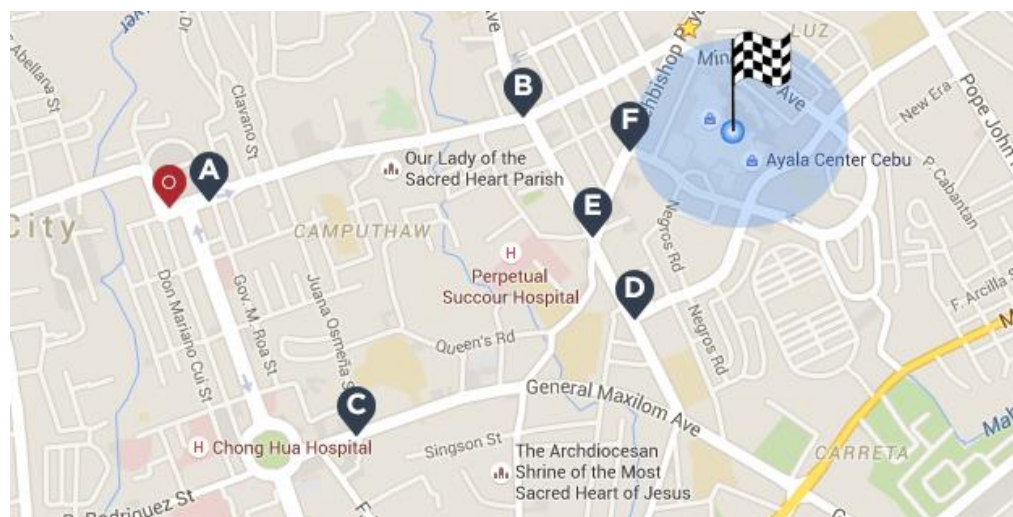 Abellana St
Clavano St
B
LUZ
Ave
New Era
Pope John
F
Ayala Center Cebu
P. Cabantan
Our Lady of the
Sacred Heart Parish
A
City
CAMPUTHAW
E
Negros Rd
H
Perpetual
Succour Hospital
D
F. Arcilla S
Don Mariano Cui St
Gov. M. Roa St
Juana Osmeña S
Queen's Rd
Negros Rd
C
General Maxilom Ave
H Chong Hua Hospital
Singson St
The Archdiocesan
Shrine of the Most
Sacred Heart of Jesus
CARRETA
Rodriguez St